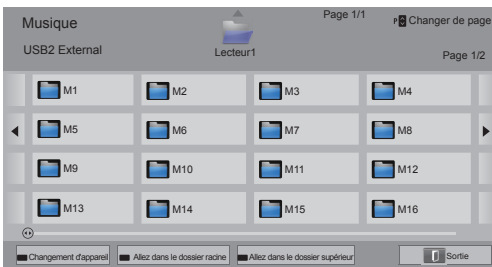 Musique
Page 1/1
P Changer de page
USB2 External
Lecteur1
Page 1/2
M1 M2 M3 M4
M5 M6 M7 M8
M9 M10 M11 M12
M13 M14 M15 M16
Changement d'appareil Allez dans le dossier racine Allez dans le dossier supérieur Sortie